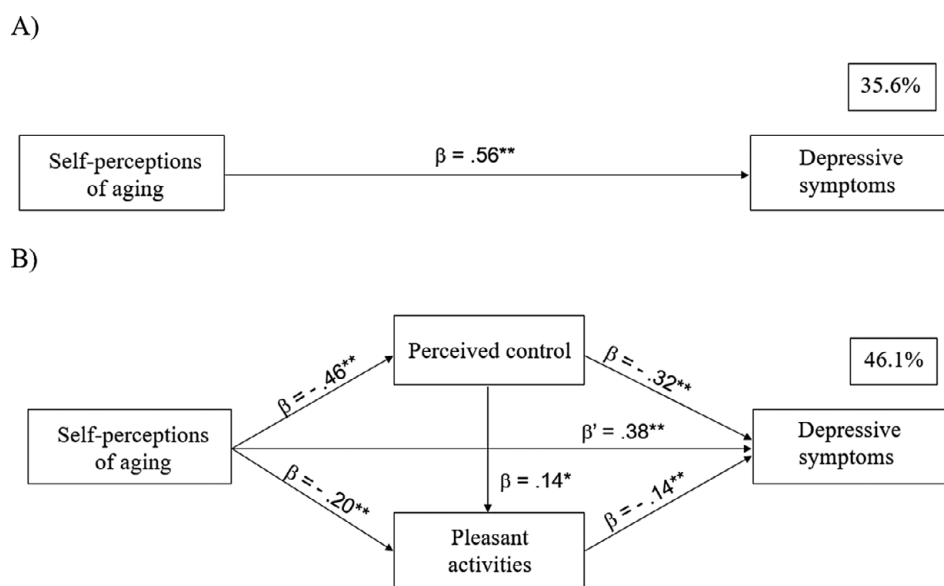 A)
35.6%
Self-perceptions
of aging
β = .56**
Depressive
symptoms
B)
Perceived control
46.1%
β = - .46**
β = - .32**
Self-perceptions
of aging
β' = .38**
Depressive
symptoms
β = - .20**
β = .14*
β = - .14**
Pleasant
activities